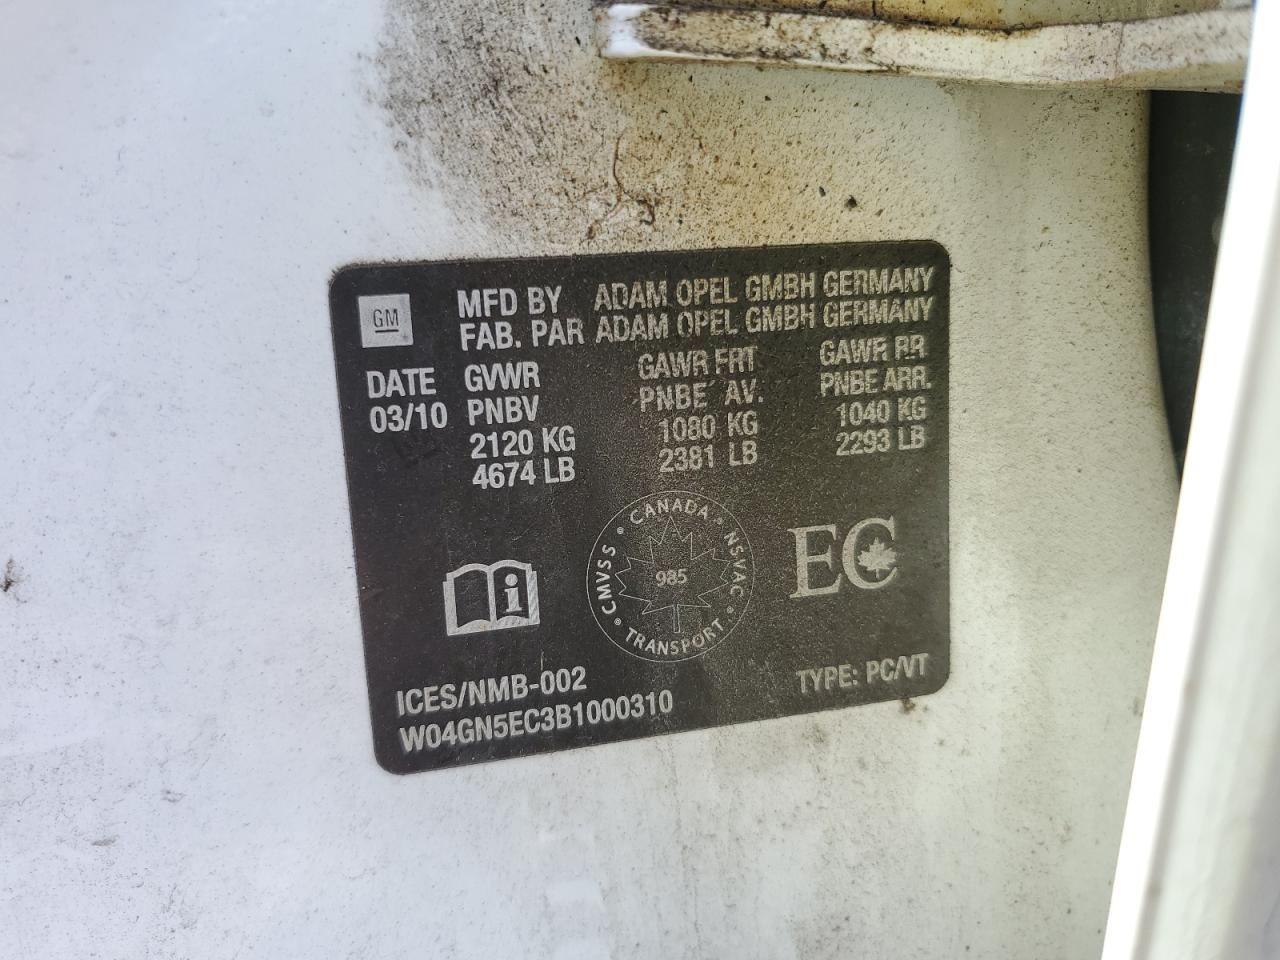 GM
MFD BY ADAM OPEL GMBH GERMANY
FAB. PAR ADAM OPEL GMBH GERMANY
DATE
03/10
GVWR
PNBV
2120 KG
4674 LB
GAWR FRT
PNBE AV.
1080 KG
2381 LB
GAWR RR
PNBE ARR.
1040 KG
2293 LB
i
• CANADA • NSVAC • TRANSPORT • CMVSS
985
EC
ICES/NMB-002
TYPE: PC/VT
W04GN5EC3B1000310